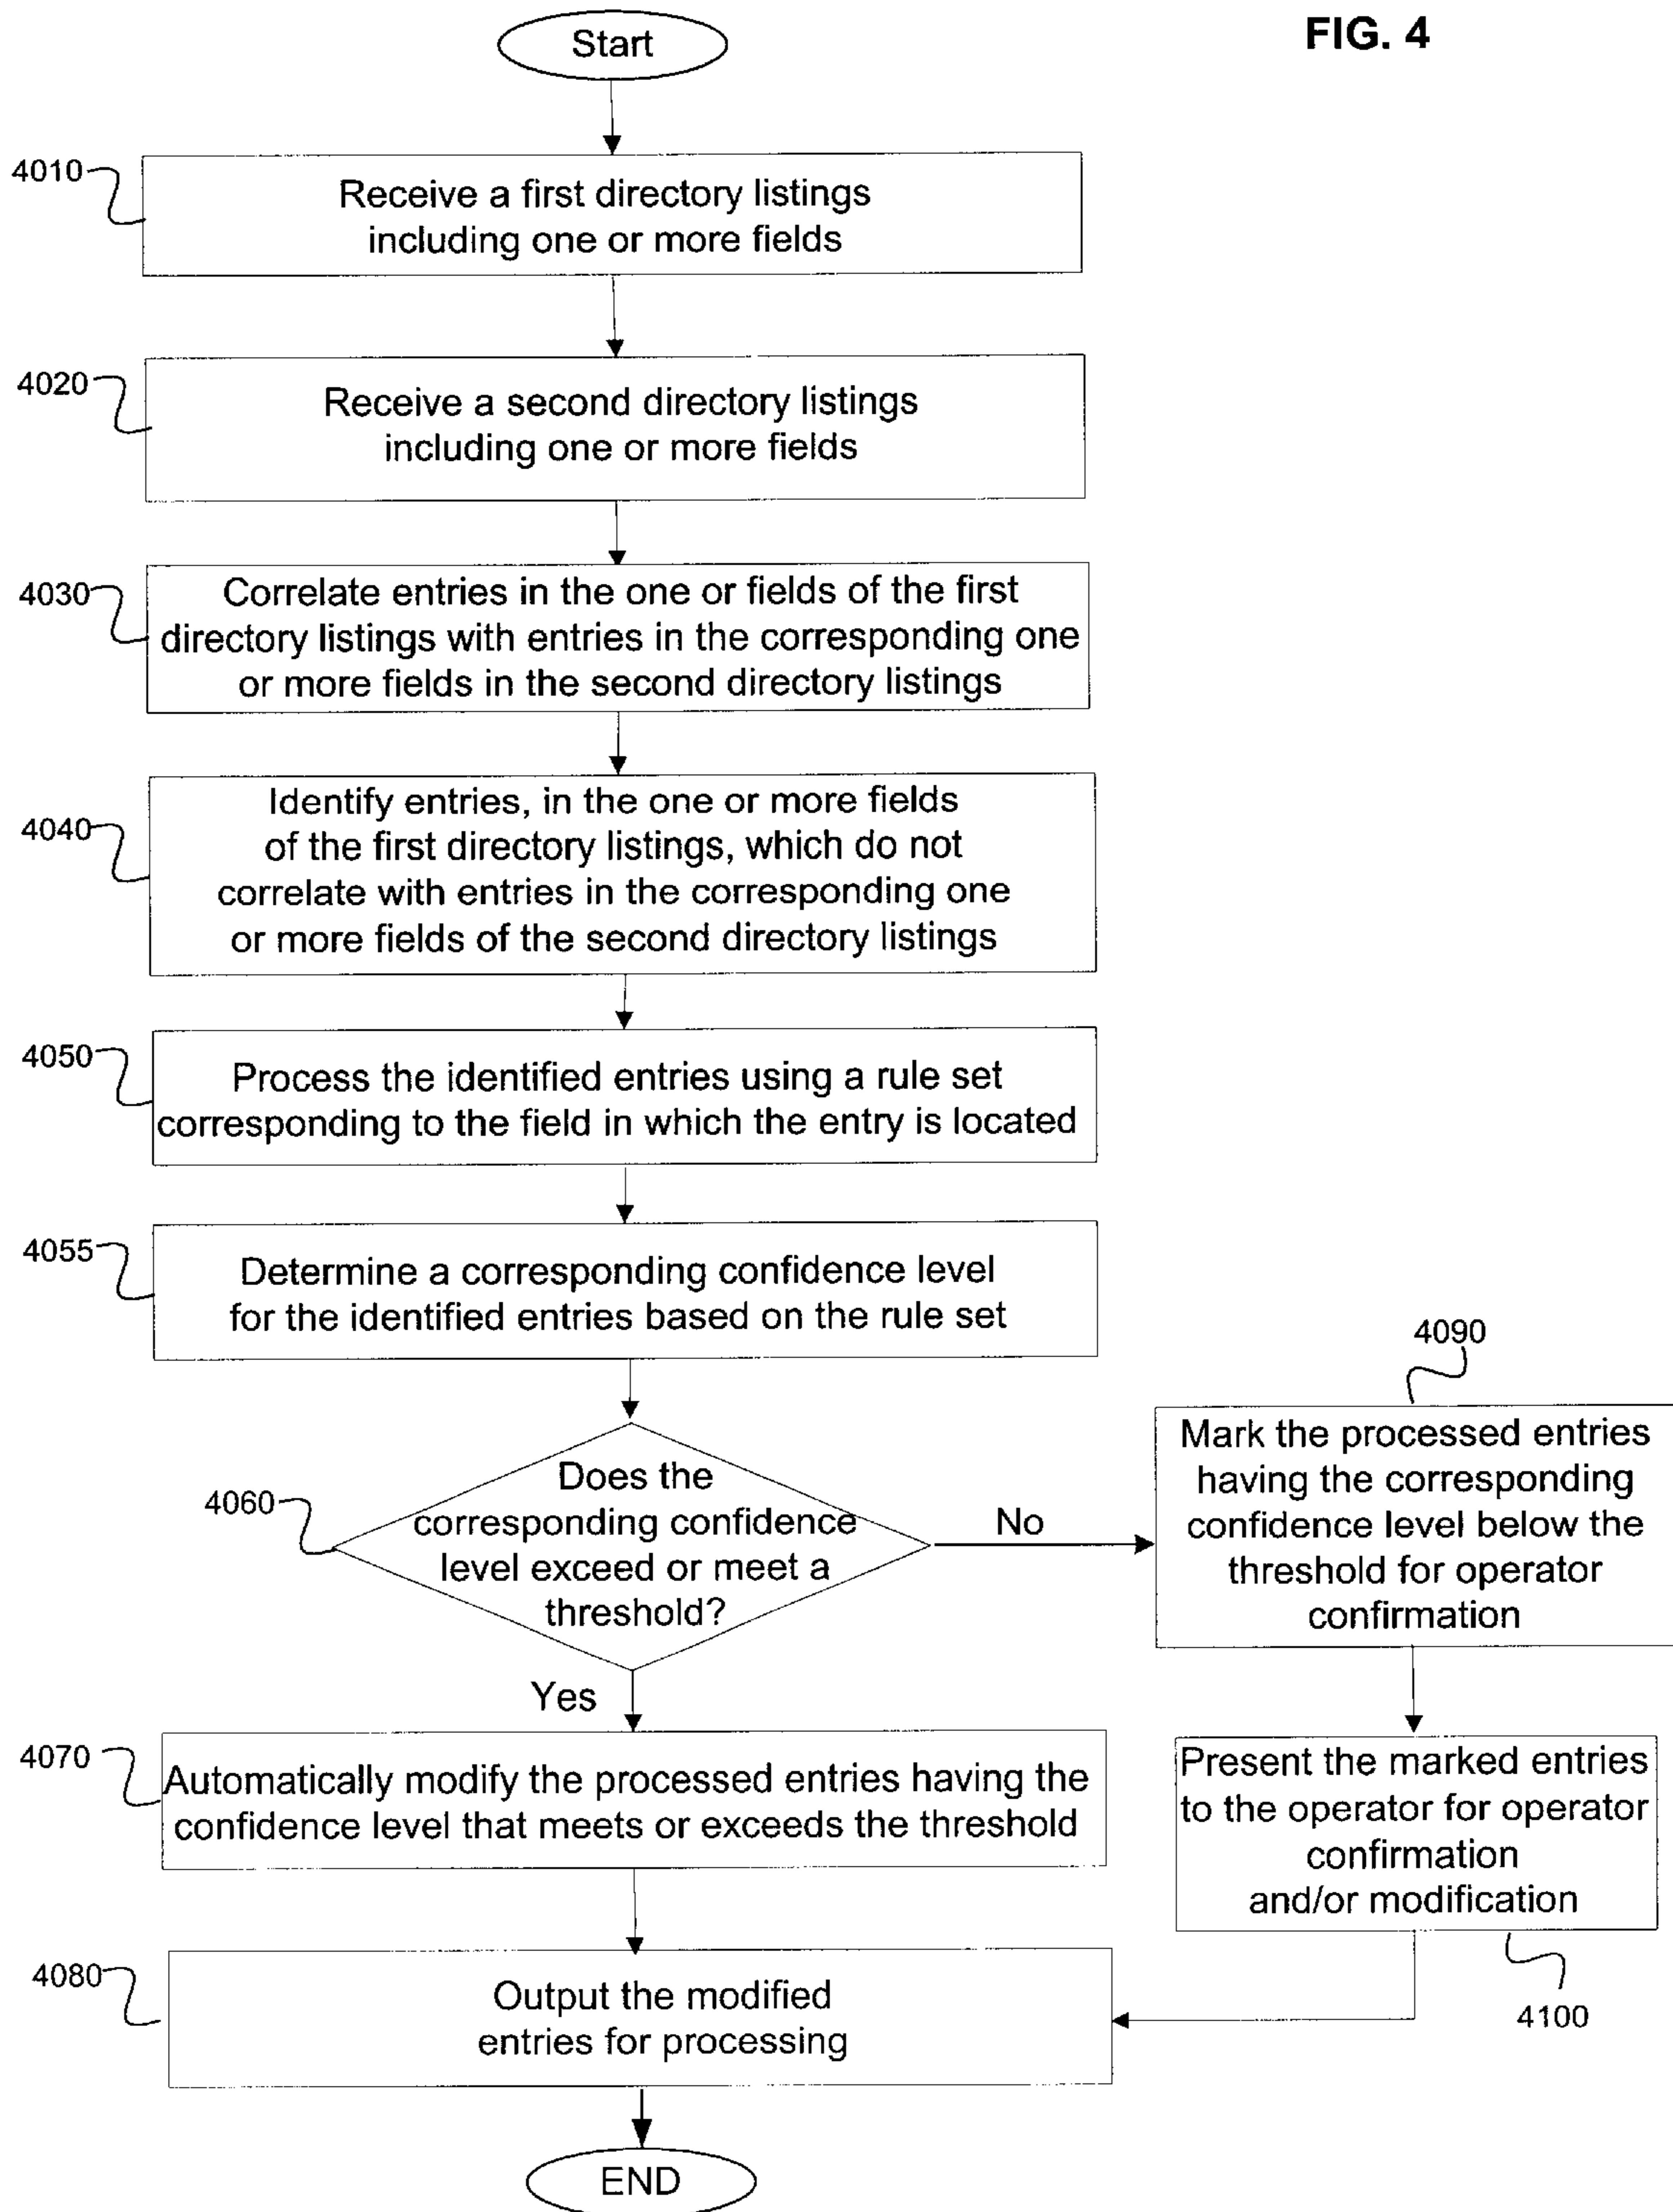 FIG. 4
Start
4010
Receive a first directory listings
including one or more fields
4020
Receive a second directory listings
including one or more fields
4030
Correlate entries in the one or fields of the first
directory listings with entries in the corresponding one
or more fields in the second directory listings
4040
Identify entries, in the one or more fields
of the first directory listings, which do not
correlate with entries in the corresponding one
or more fields of the second directory listings
4050
Process the identified entries using a rule set
corresponding to the field in which the entry is located
4055
Determine a corresponding confidence level
for the identified entries based on the rule set
4060
Does the
corresponding confidence
level exceed or meet a
threshold?
No
4090
Mark the processed entries
having the corresponding
confidence level below the
threshold for operator
confirmation
Yes
4070
Automatically modify the processed entries having the
confidence level that meets or exceeds the threshold
Present the marked entries
to the operator for operator
confirmation
and/or modification
4100
4080
Output the modified
entries for processing
END